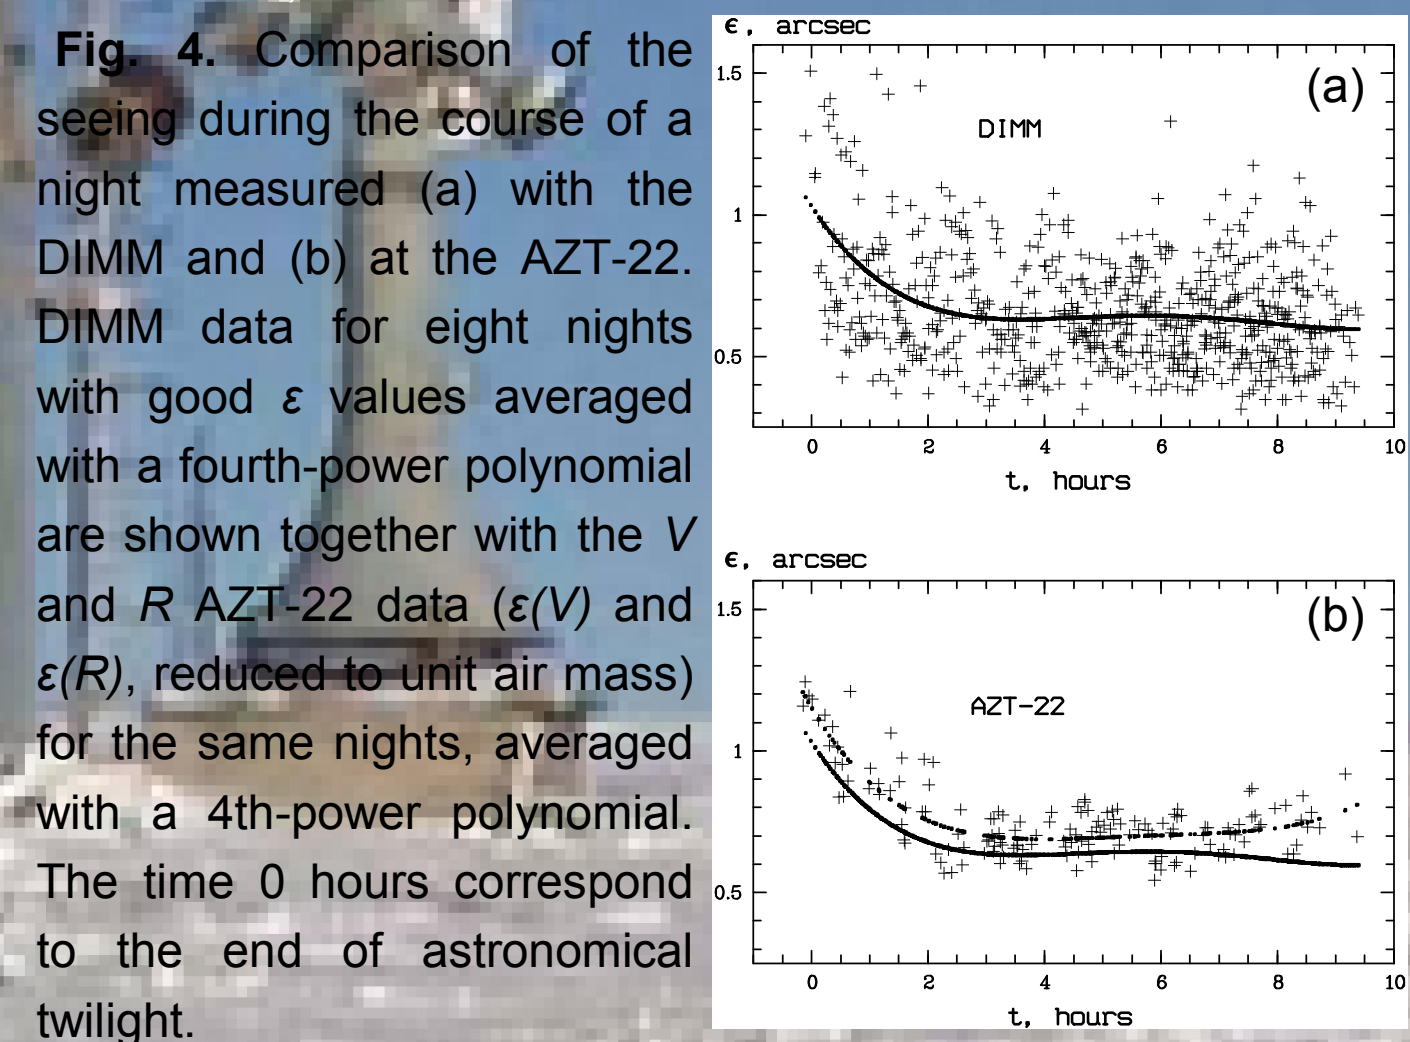 Fig. 4. Comparison of the
seeing during the course of a
night measured (a) with the
DIMM and (b) at the AZT-22.
DIMM data for eight nights
with good ε values averaged
with a fourth-power polynomial
are shown together with the V
and R AZT-22 data (ε(V) and
ε(R), reduced to unit air mass)
for the same nights, averaged
with a 4th-power polynomial.
The time 0 hours correspond
to the end of astronomical
twilight.
ϵ, arcsec
(a)
DIMM
1.5
1
0.5
0 2 4 6 8 10
t, hours
ϵ, arcsec
(b)
AZT-22
1.5
1
0.5
0 2 4 6 8 10
t, hours